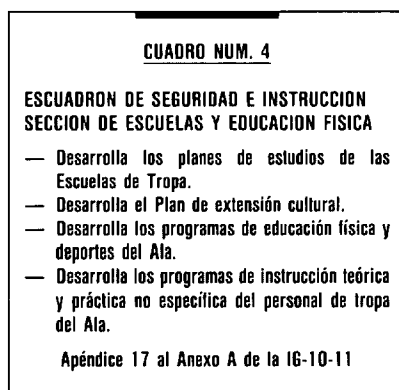 CUADRO NUM. 4
ESCUADRON DE SEGURIDAD E INSTRUCCION
SECCION DE ESCUELAS Y EDUCACION FISICA
— Desarrolla los planes de estudios de las
Escuelas de Tropa.
— Desarrolla el Plan de extensión cultural.
— Desarrolla los programas de educación física y
deportes del Ala.
— Desarrolla los programas de instrucción teórica
y práctica no específica del personal de tropa
del Ala.
Apéndice 17 al Anexo A de la IG-10-11